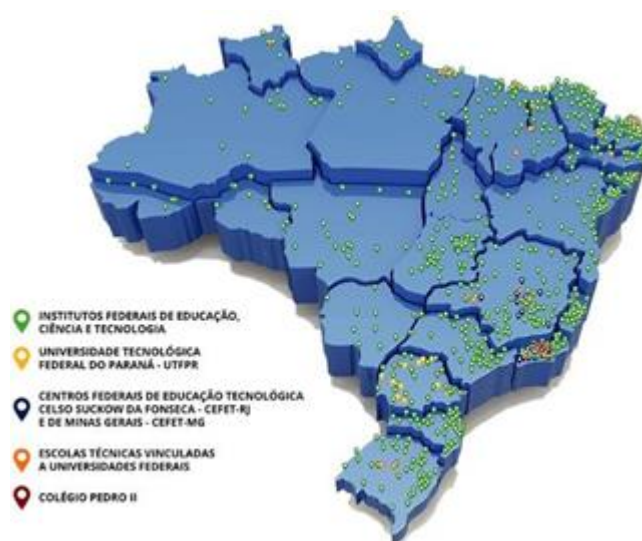 INSTITUTOS FEDERAIS DE EDUCAÇÃO,
CIÊNCIA E TECNOLOGIA
UNIVERSIDADE TECNOLÓGICA
FEDERAL DO PARANÁ - UTFPR
CENTROS FEDERAIS DE EDUCAÇÃO TECNOLÓGICA
CELSO SUCKOW DA FONSECA - CEFET-RJ
E DE MINAS GERAIS - CEFET-MG
ESCOLAS TÉCNICAS VINCULADAS
A UNIVERSIDADES FEDERAIS
COLÉGIO PEDRO II